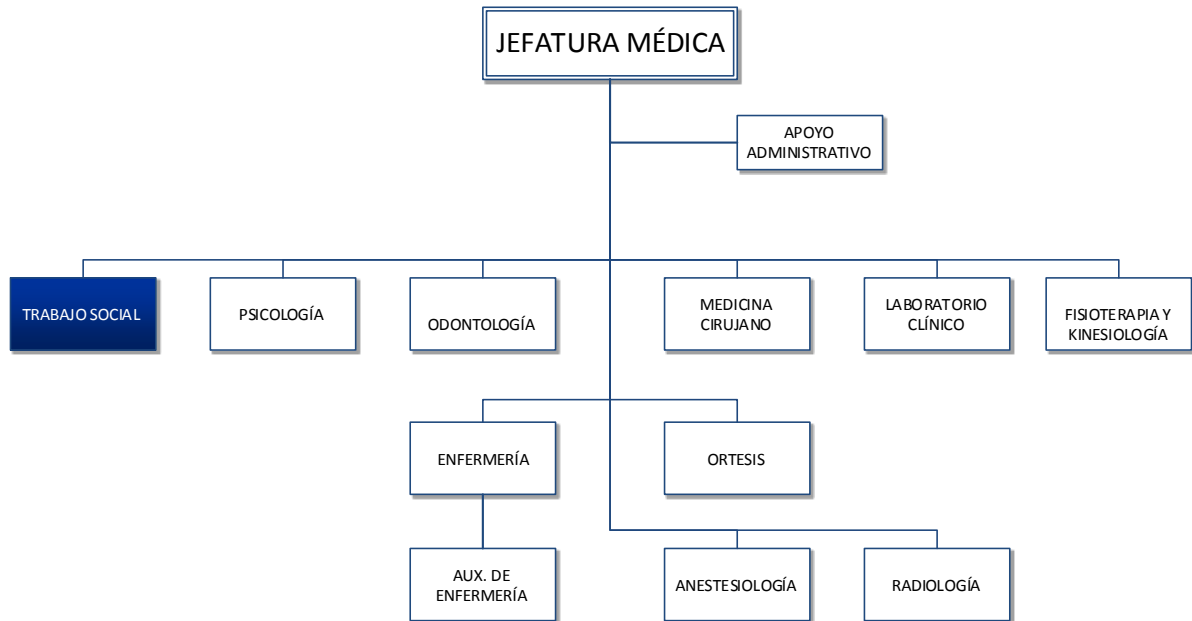 JEFATURA MÉDICA
APOYO
ADMINISTRATIVO
TRABAJO SOCIAL
PSICOLOGÍA
ODONTOLOGÍA
MEDICINA
CIRUJANO
LABORATORIO
CLÍNICO
FISIOTERAPIA Y
KINESIOLOGÍA
ENFERMERÍA
ORTESIS
AUX. DE
ENFERMERÍA
ANESTESIOLOGÍA
RADIOLOGÍA